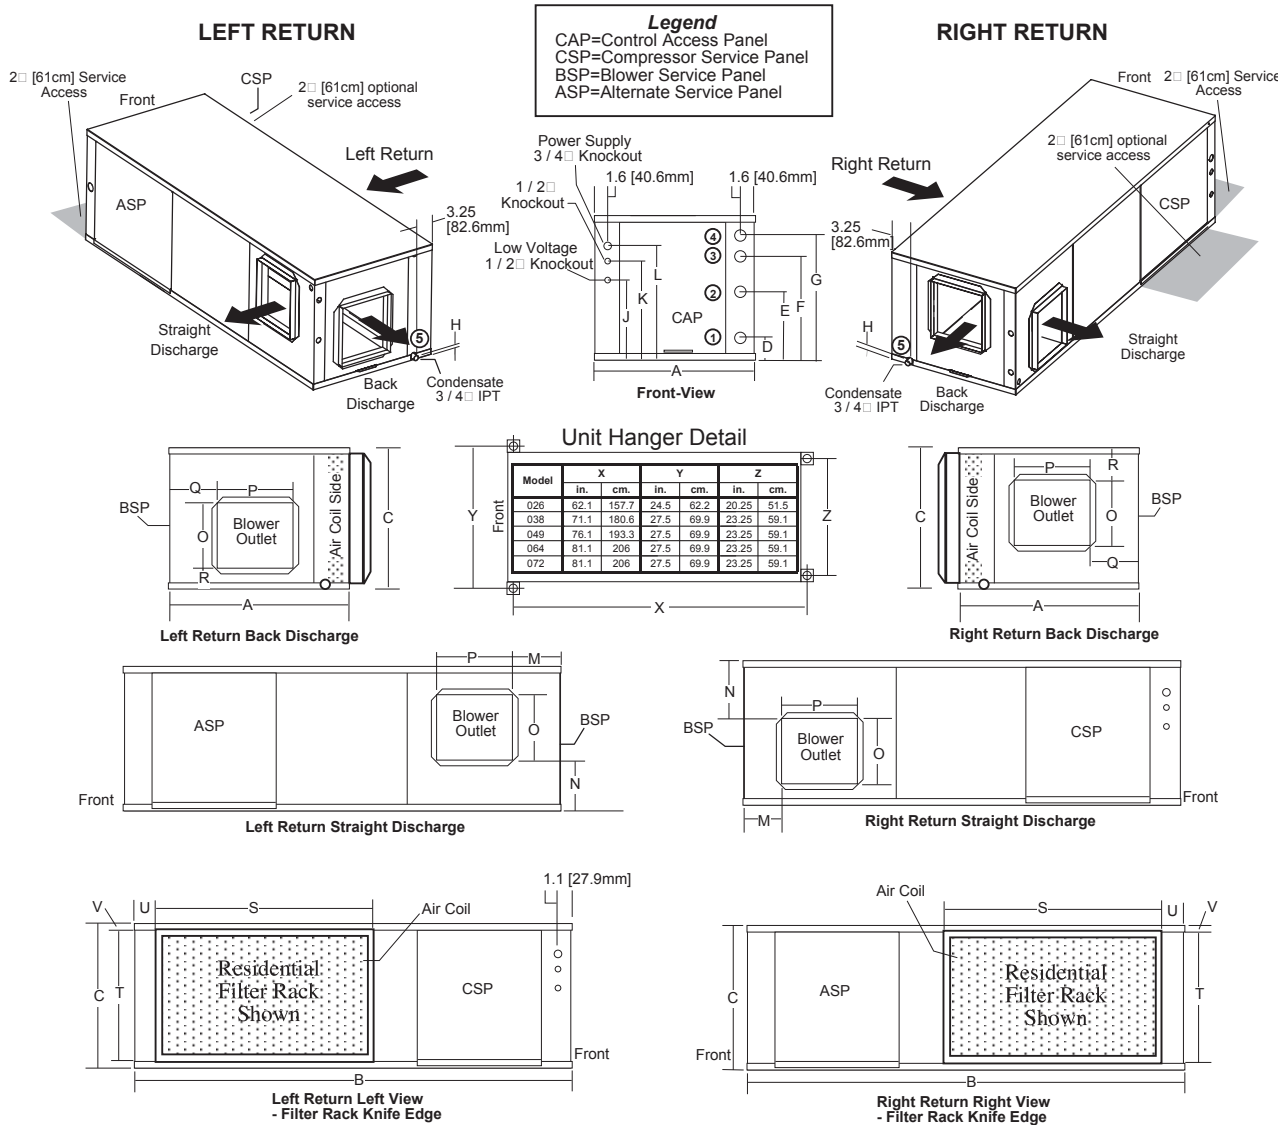 LEFT RETURN
Legend
CAP=Control Access Panel
CSP=Compressor Service Panel
BSP=Blower Service Panel
ASP=Alternate Service Panel
RIGHT RETURN
2□ [61cm] Service
Access
Front
CSP
2□ [61cm] optional
service access
Left Return
ASP
3.25
[82.6mm]
Straight
Discharge
H
5
Back
Discharge
Condensate
3 / 4□ IPT
Power Supply
3 / 4□ Knockout
1 / 2□
Knockout
Low Voltage
1 / 2□ Knockout
1.6 [40.6mm]
1.6 [40.6mm]
4
3
2
1
L
K
J
CAP
G
F
E
D
A
Front-View
Front
2□ [61cm] Service
Access
2□ [61cm] optional
service access
Right Return
CSP
3.25
[82.6mm]
H
5
Straight
Discharge
Condensate
3 / 4□ IPT
Back
Discharge
BSP
Q
P
O
Blower
Outlet
R
Air Coil Side
C
A
Left Return Back Discharge
Unit Hanger Detail
Y
Front
Model X Y Z
in. cm. in. cm. in. cm.
026 62.1 157.7 24.5 62.2 20.25 51.5
038 71.1 180.6 27.5 69.9 23.25 59.1
049 76.1 193.3 27.5 69.9 23.25 59.1
064 81.1 206 27.5 69.9 23.25 59.1
072 81.1 206 27.5 69.9 23.25 59.1
Z
X
C
Air Coil Side
P
R
Blower
Outlet
O
Q
BSP
A
Right Return Back Discharge
P
M
ASP
Blower
Outlet
O
BSP
N
Front
Left Return Straight Discharge
N
BSP
P
Blower
Outlet
O
CSP
M
Front
Right Return Straight Discharge
1.1 [27.9mm]
V
U
S
Air Coil
C
T
Residential
Filter Rack
Shown
CSP
Front
B
Left Return Left View
- Filter Rack Knife Edge
Air Coil
S
U
V
C
ASP
Residential
Filter Rack
Shown
T
Front
B
Right Return Right View
- Filter Rack Knife Edge